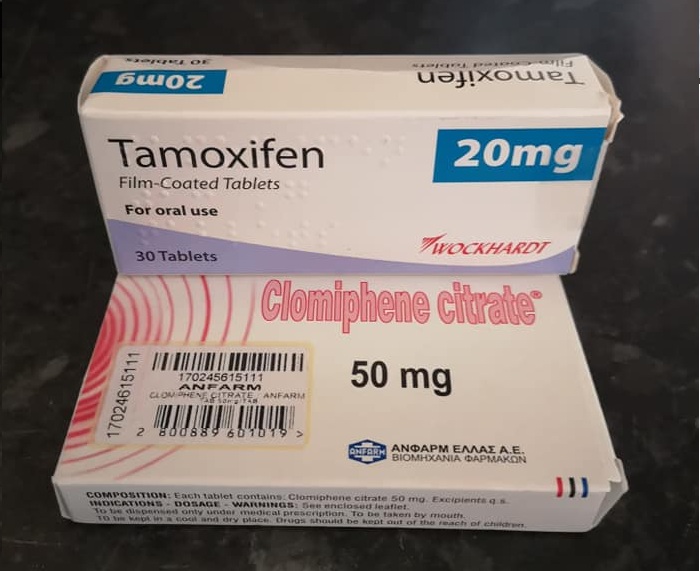 30 Tablets
20mg
Tamoxifen
Film-Coated Tablets
Tamoxifen
20mg
Film-Coated Tablets
For oral use
30 Tablets
WOCKHARDT
Clomiphene citrate®
50 mg
17024615111
170245615111
ANFARM
CLOMIPHENE CITRATE ANFARM
TAB 50mg/TAB
2 800889 601019 >
ANFARM
ΑΝΦΑΡΜ ΕΛΛΑΣ Α.Ε.
ΒΙΟΜΗΧΑΝΙΑ ΦΑΡΜΑΚΩΝ
COMPOSITION: Each tablet contains: Clomiphene citrate 50 mg. Excipients q.s.
INDICATIONS - DOSAGE - WARNINGS: See enclosed leaflet.
To be dispensed only under medical prescription. To be taken by mouth.
TO be kept in a cool and dry place. Drugs should be kept out of the reach of children.